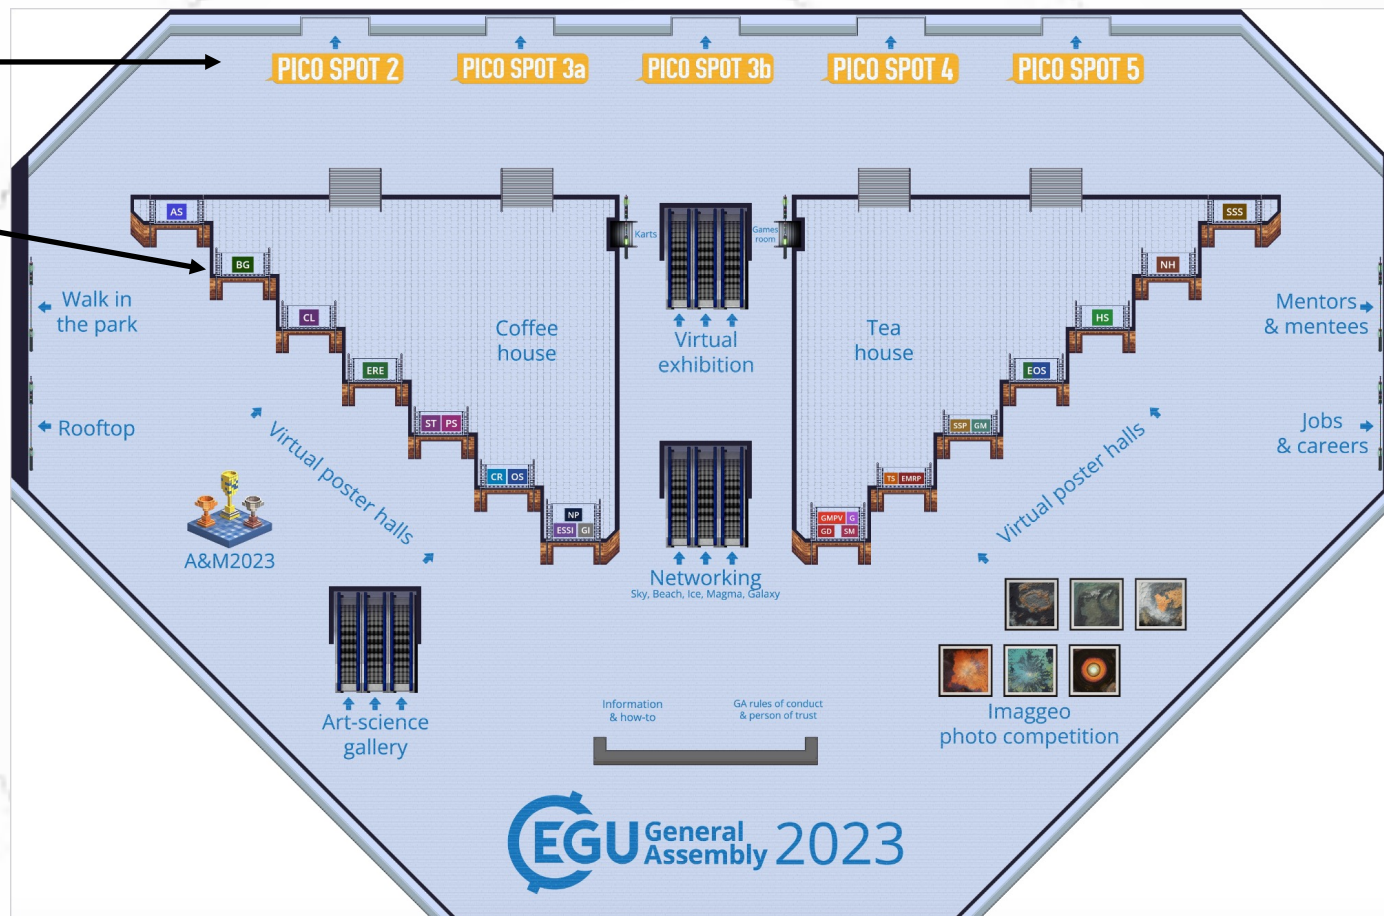 PICO SPOT 2
PICO SPOT 3a
PICO SPOT 3b
PICO SPOT 4
PICO SPOT 5
AS
SSS
BG
Karts
Games
room
NH
Walk in
the park
CL
Coffee
house
Virtual
exhibition
Tea
house
HS
Mentors
& mentees
ERE
EOS
Rooftop
ST PS
SSP GM
Jobs
& careers
Virtual poster halls
Virtual poster halls
CR OS
TS EMRP
NP
ESSI GI
GMPV G
GD SM
A&M2023
Networking
Sky, Beach, Ice, Magma, Galaxy
Art-science
gallery
Information
& how-to
GA rules of conduct
& person of trust
Imaggeo
photo competition
EGU General
Assembly 2023